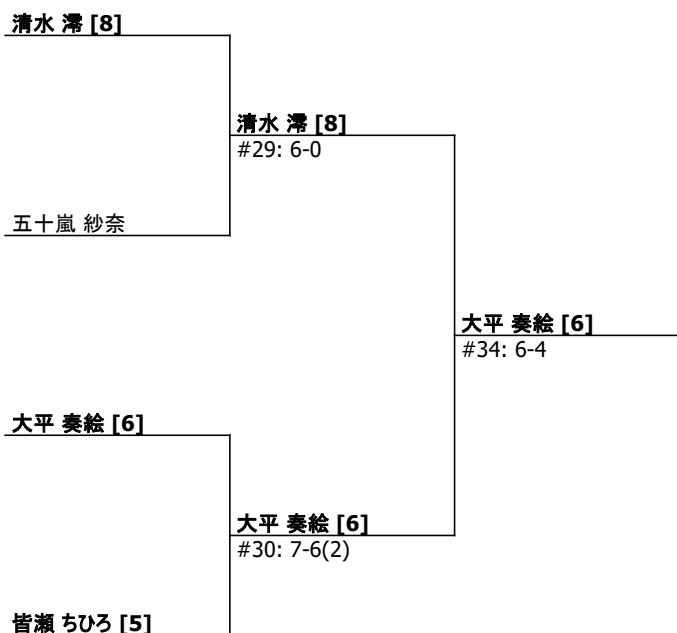 清水 澪 [8]
清水 澪 [8]
#29: 6-0
五十嵐 紗奈
大平 奏絵 [6]
#34: 6-4
大平 奏絵 [6]
大平 奏絵 [6]
#30: 7-6(2)
皆瀬 ちひろ [5]